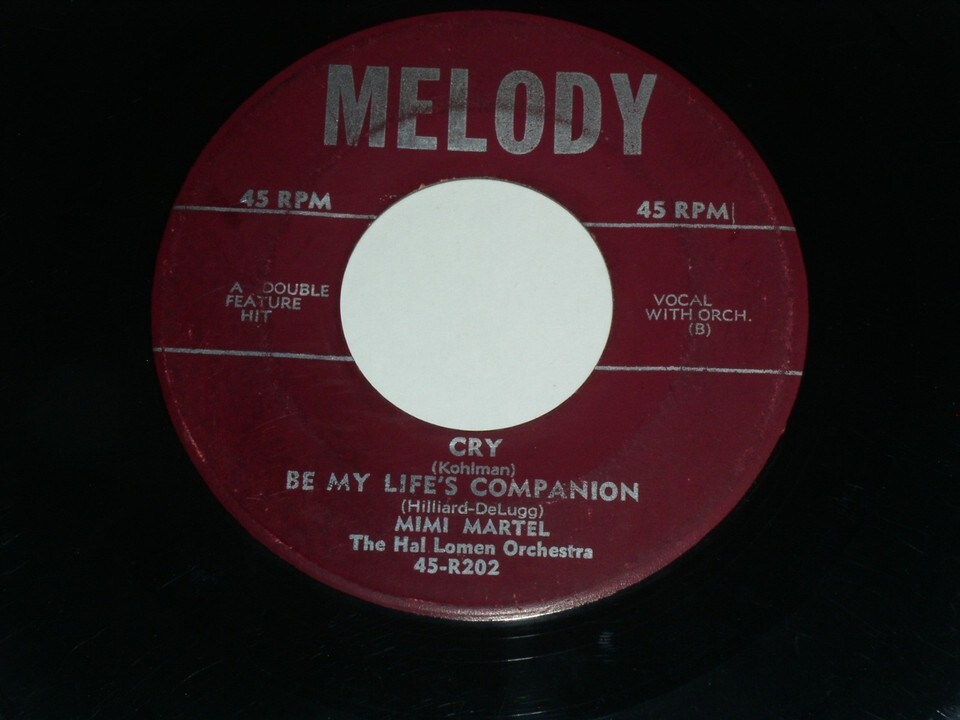 MELODY
45 RPM
45 RPM
A DOUBLE
FEATURE
HIT
VOCAL
WITH ORCH.
(B)
CRY
(Kohlman)
BE MY LIFE'S COMPANION
(Hilliard-DeLugg)
MIMI MARTEL
The Hal Lomen Orchestra
45-R202